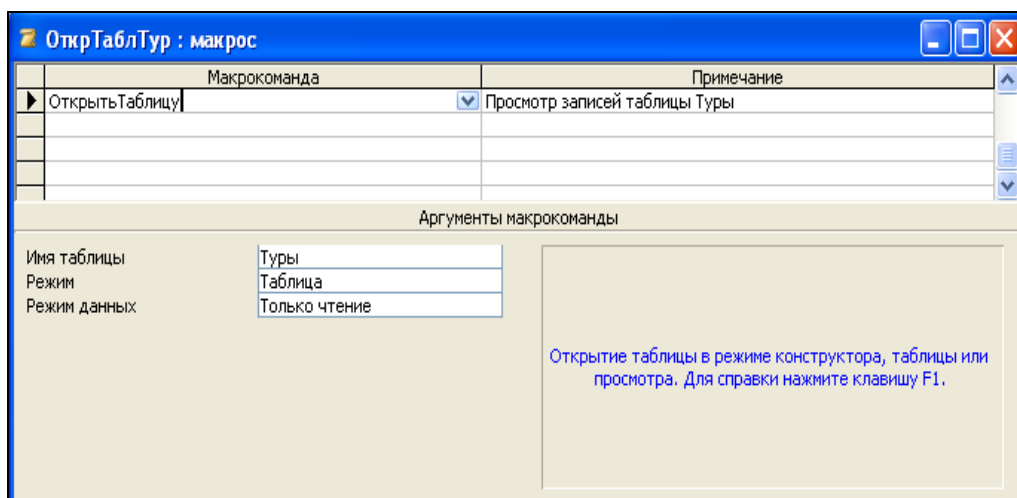 ОткрТаблТур : макрос
Макрокоманда Примечание
ОткрытьТаблицу Просмотр записей таблицы Туры
Аргументы макрокоманды
Имя таблицы Туры
Режим Таблица
Режим данных Только чтение
Открытие таблицы в режиме конструктора, таблицы или
просмотра. Для справки нажмите клавишу F1.